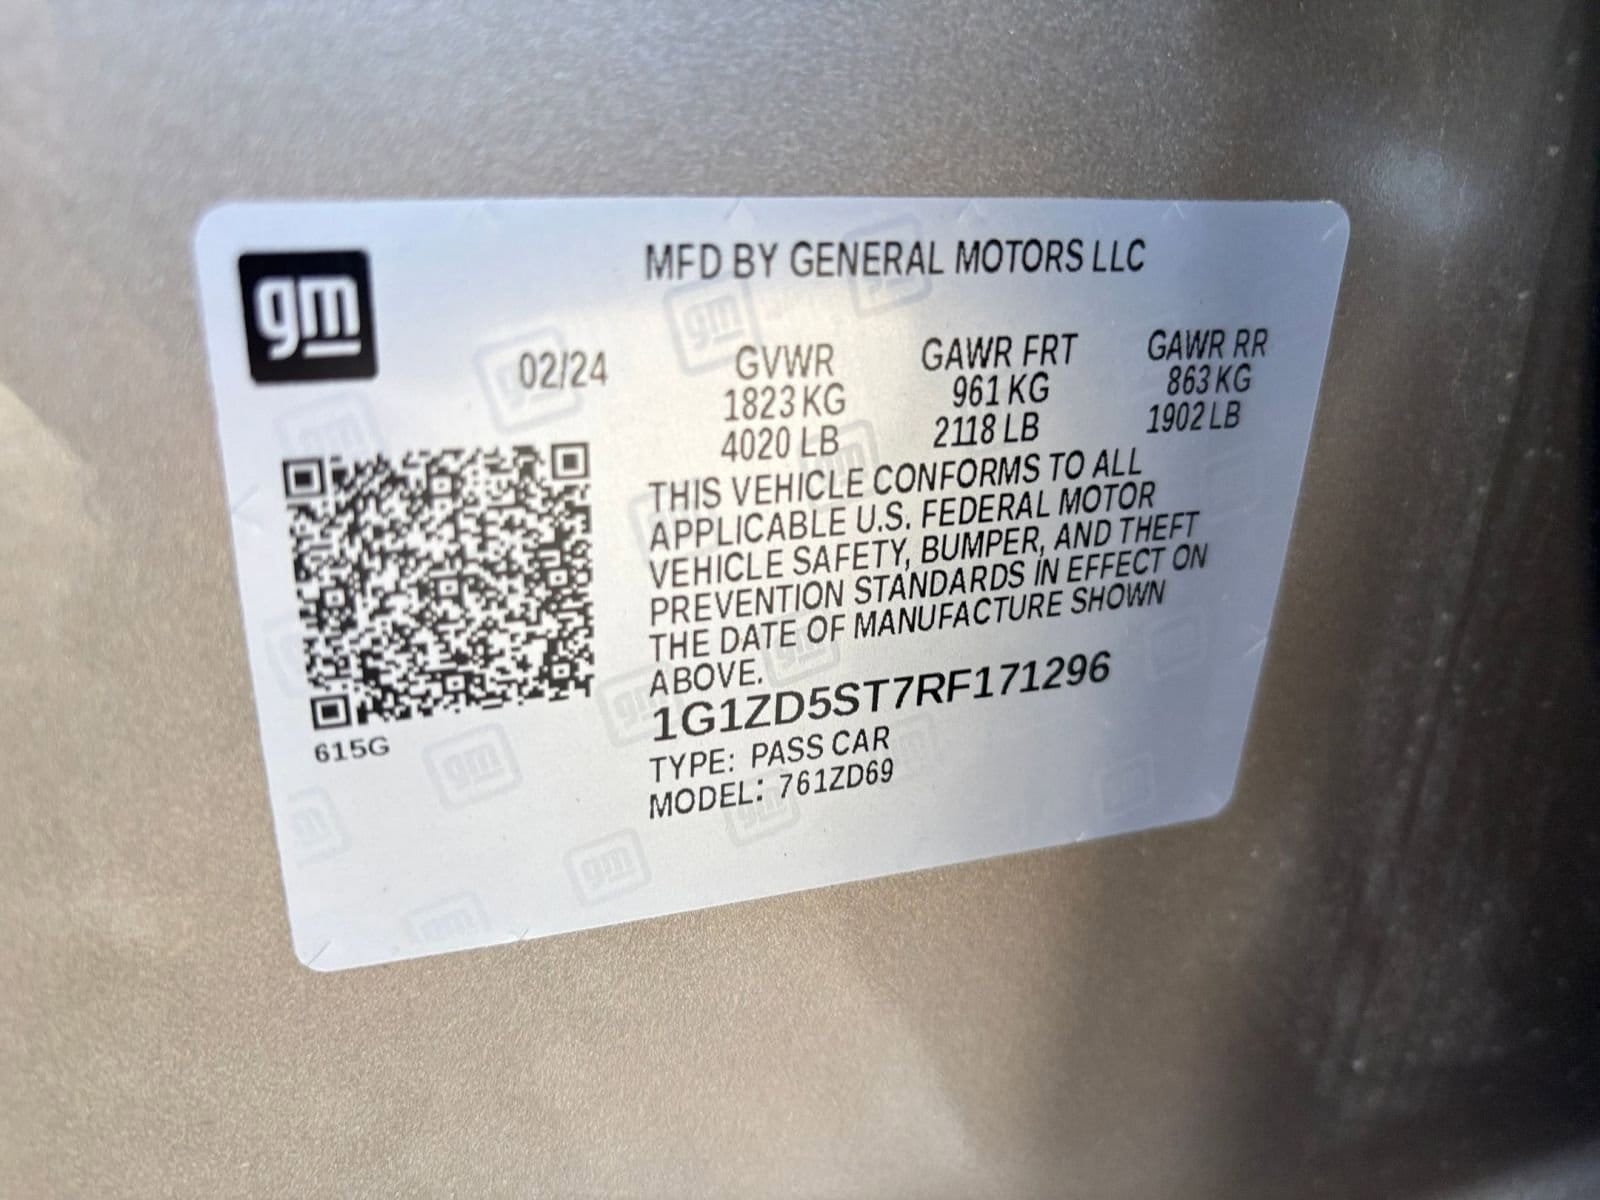 gm
MFD BY GENERAL MOTORS LLC
02/24
GVWR
1823 KG
4020 LB
GAWR FRT
961 KG
2118 LB
GAWR RR
863 KG
1902 LB
THIS VEHICLE CONFORMS TO ALL
APPLICABLE U.S. FEDERAL MOTOR
VEHICLE SAFETY, BUMPER, AND THEFT
PREVENTION STANDARDS IN EFFECT ON
THE DATE OF MANUFACTURE SHOWN
ABOVE.
1G1ZD5ST7RF171296
TYPE: PASS CAR
MODEL: 761ZD69
615G